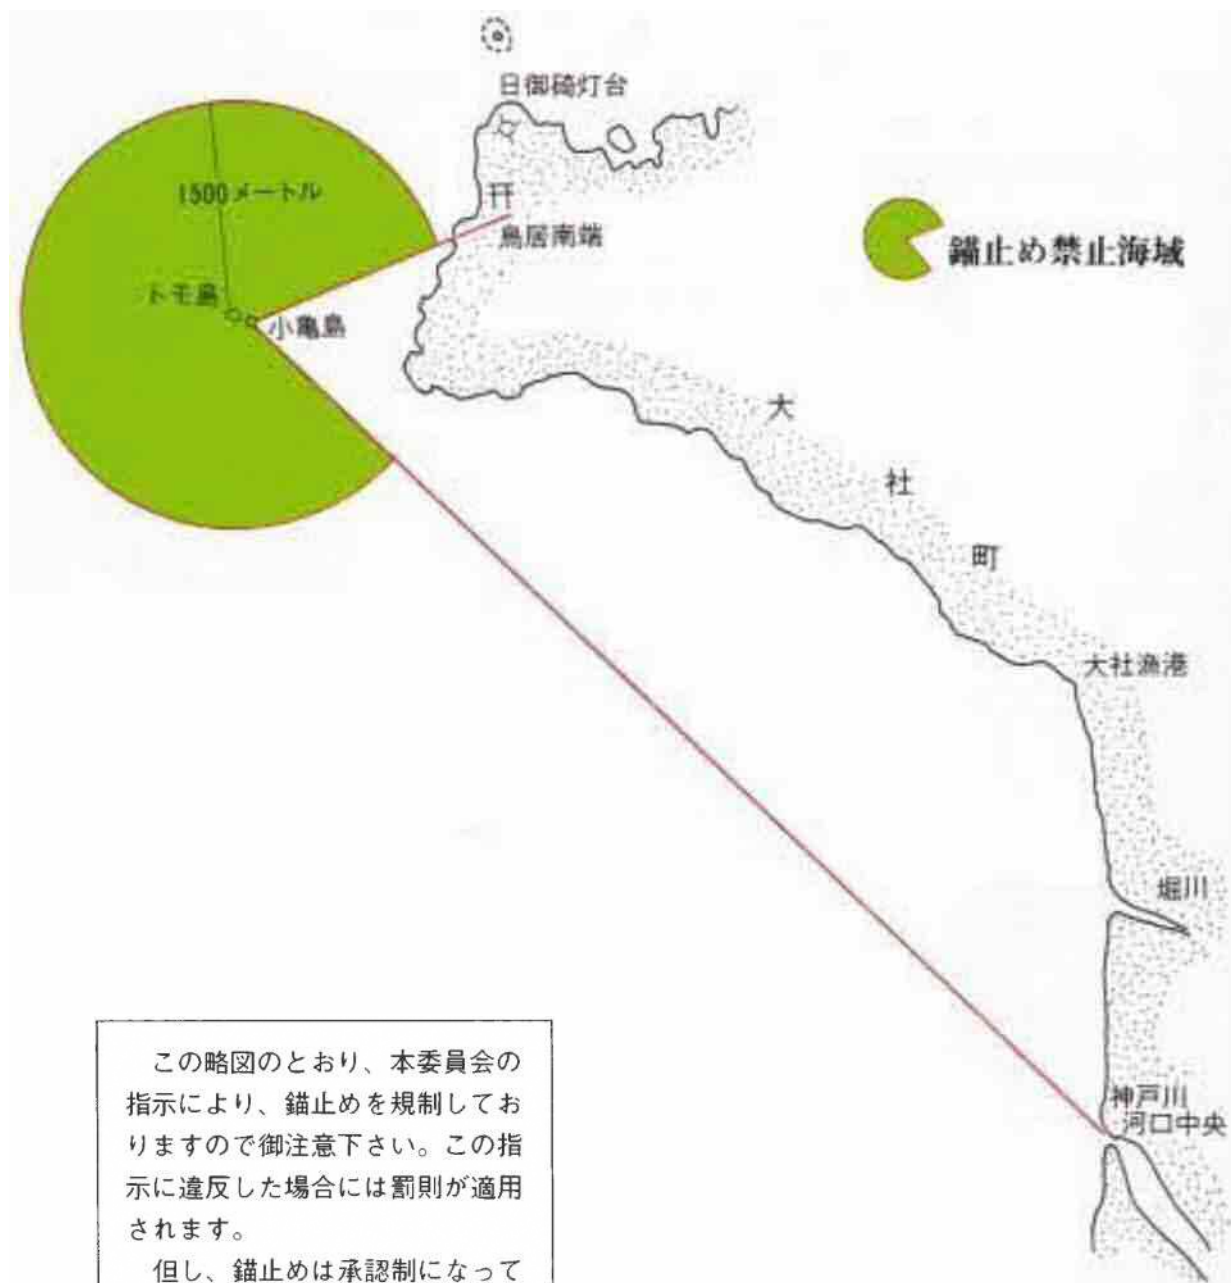 日御碕灯台
1500メートル
鳥居南端
錨止め禁止海域
トモ島
小亀島
大社町
大社漁港
堀川
神戸川
河口中央
この略図のとおり、本委員会の
指示により、錨止めを規制してお
りますので御注意下さい。この指
示に違反した場合には罰則が適用
されます。
但し、錨止めは承認制になって